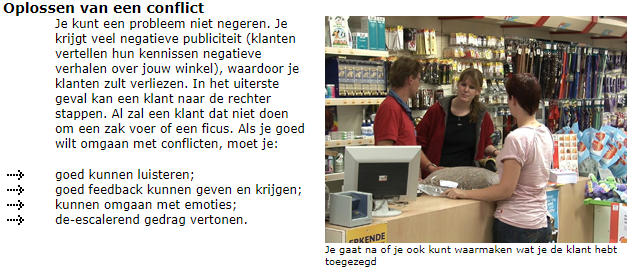 Oplossen van een conflict
Je kunt een probleem niet negeren. Je
krijgt veel negatieve publiciteit (klanten
vertellen hun kennissen negatieve
verhalen over jouw winkel), waardoor je
klanten zult verliezen. In het uiterste
geval kan een klant naar de rechter
stappen. Al zal een klant dat niet doen
om een zak voer of een ficus. Als je goed
wilt omgaan met conflicten, moet je:
goed kunnen luisteren;
goed feedback kunnen geven en krijgen;
kunnen omgaan met emoties;
de-escalerend gedrag vertonen.
ERKENDE
Je gaat na of je ook kunt waarmaken wat je de klant hebt
toegezegd